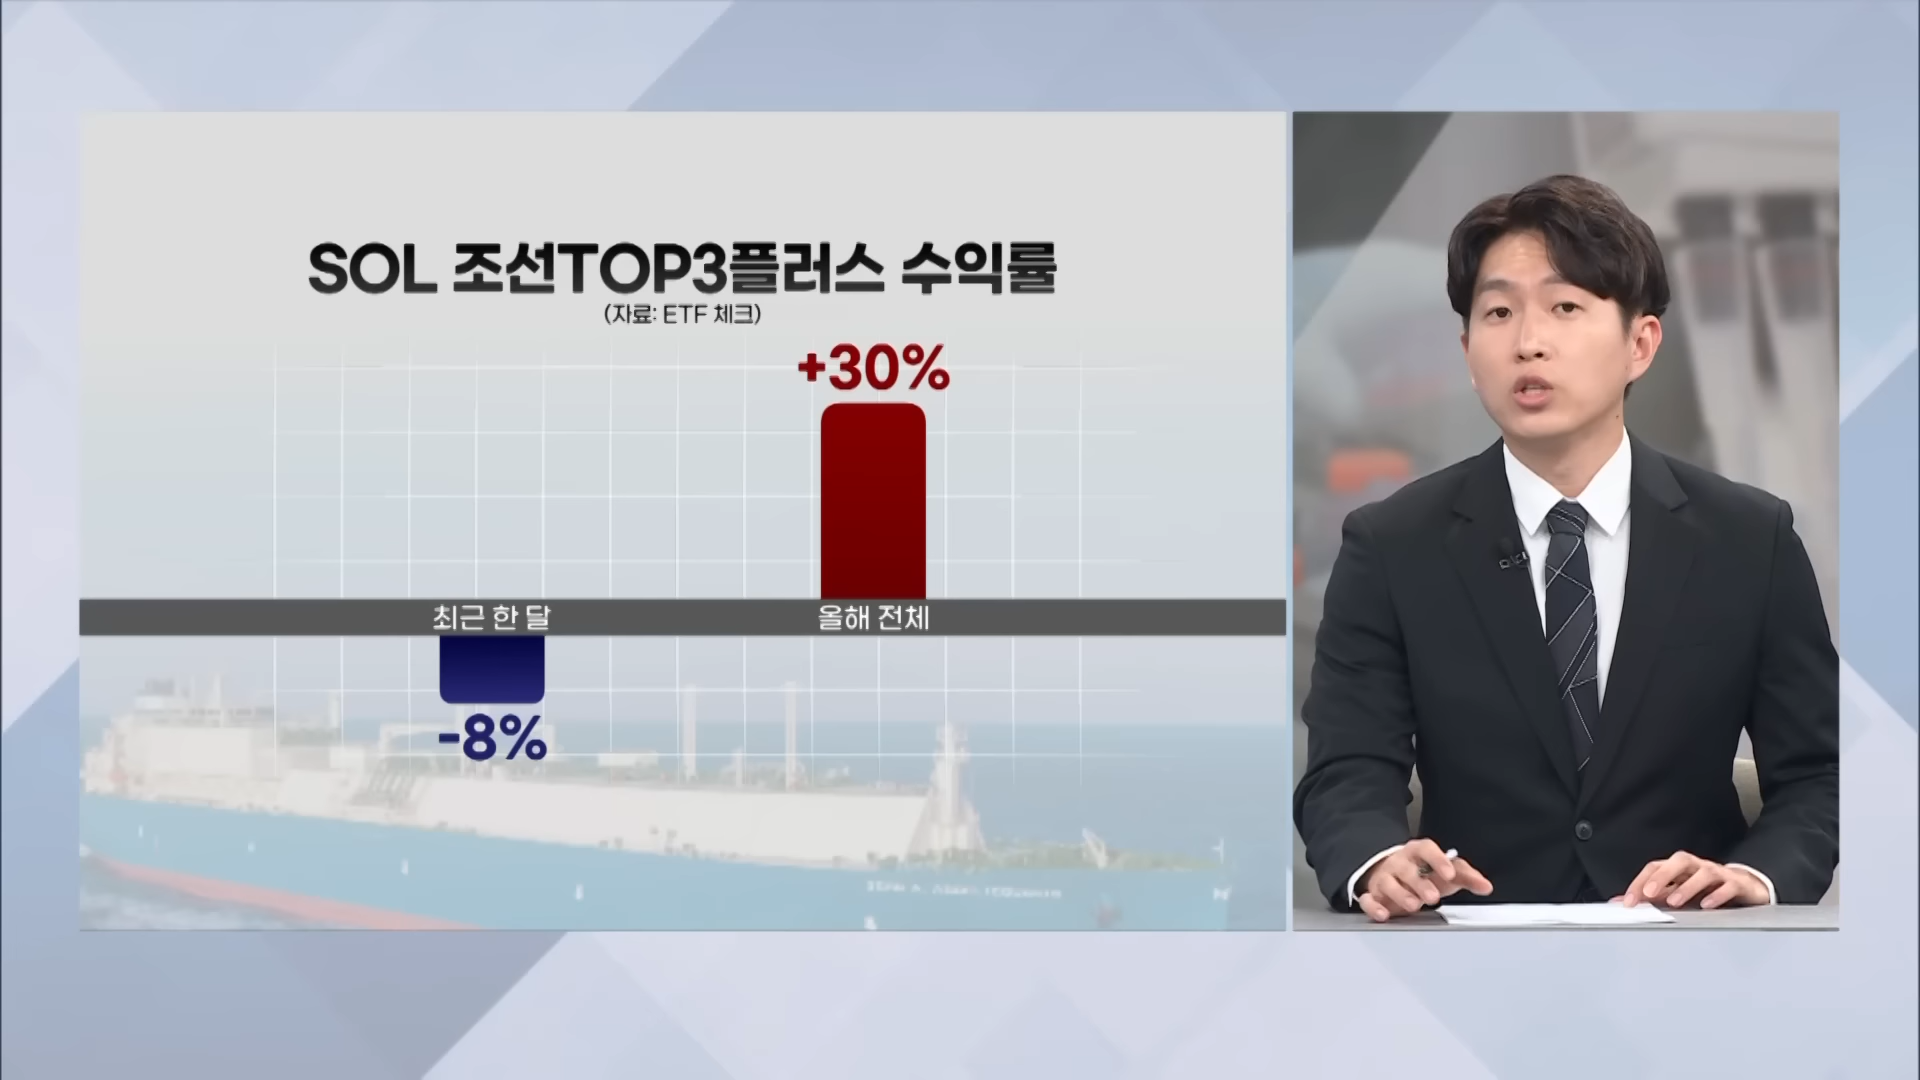 SOL 조선TOP3플러스 수익률
(자료: ETF 체크)
+30%
최근 한 달
올해 전체
-8%